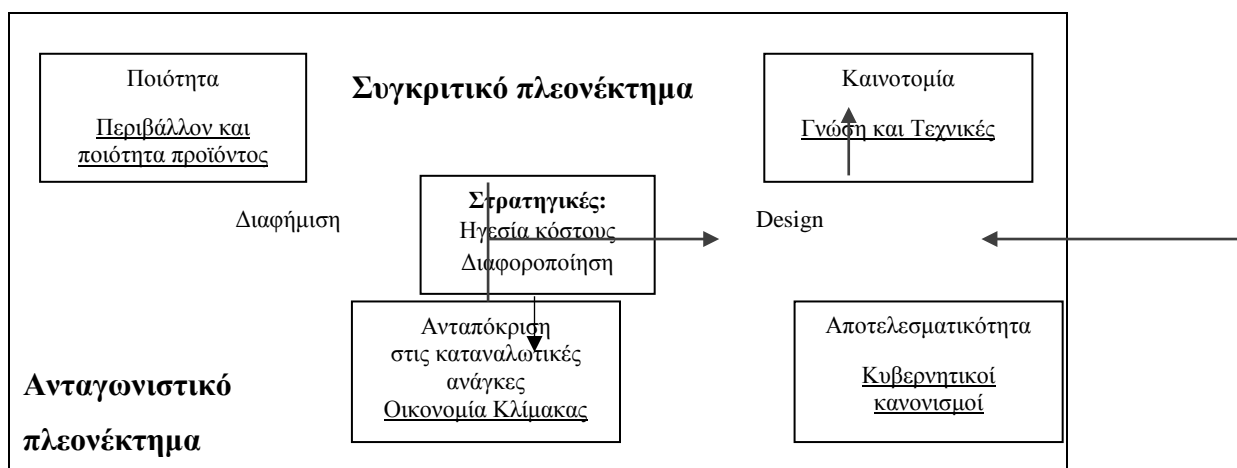 Ποιότητα
Περιβάλλον και
ποιότητα προϊόντος
Συγκριτικό πλεονέκτημα
Καινοτομία
Γνώση και Τεχνικές
Διαφήμιση
Στρατηγικές:
Ηγεσία κόστους
Διαφοροποίηση
Design
Ανταπόκριση
στις καταναλωτικές
ανάγκες
Οικονομία Κλίμακας
Αποτελεσματικότητα
Κυβερνητικοί
κανονισμοί
Ανταγωνιστικό
πλεονέκτημα